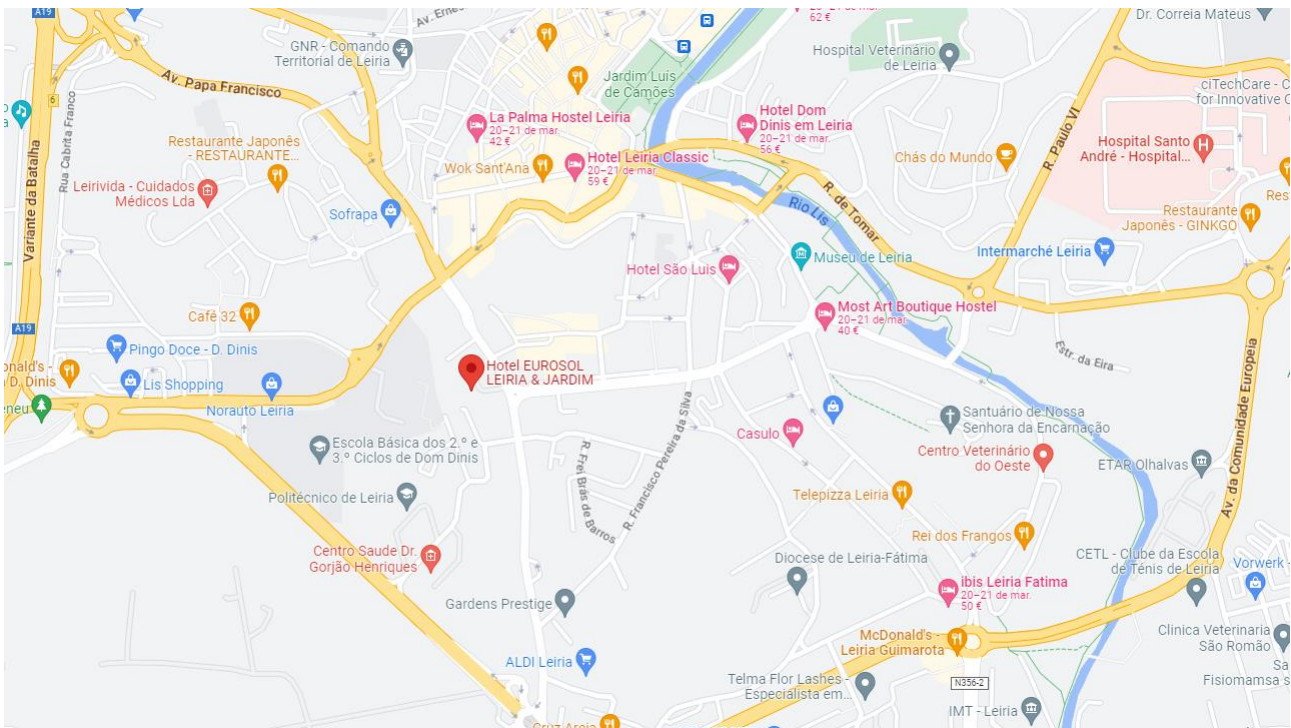 A19
Av. Ernes
62 €
Dr. Correia Mateus
GNR - Comando
Territorial de Leiria
Hospital Veterinário
de Leiria
Av. Papa Francisco
Jardim Luís
de Camões
6
Rua Cabrita Franco
Variante da Batalha
La Palma Hostel Leiria
20–21 de mar.
42 €
Hotel Dom
Dinis em Leiria
20–21 de mar.
56 €
R. Paulo VI
ciTechCare - C
for Innovative C
Restaurante Japonês
- RESTAURANTE...
Wok Sant'Ana
Hotel Leiria Classic
20–21 de mar.
59 €
Chás do Mundo
Hospital Santo
André - Hospital...
H
Leirivida - Cuidados
Médicos Lda
Sofrapa
R. de Tomar
Rio Lis
Res
Restaurante
Japonês - GINKGO
Hotel São Luis
Museu de Leiria
Intermarché Leiria
Café 32
Most Art Boutique Hostel
20–21 de mar.
40 €
A19
Pingo Doce - D. Dinis
onald's -
D. Dinis
Lis Shopping
Norauto Leiria
Hotel EUROSOL
LEIRIA & JARDIM
Estr. da Eira
Av. da Comunidade Europeia
eneu
Escola Básica dos 2.º e
3.º Ciclos de Dom Dinis
R. Frei Brás de Barros
R. Francisco Pereira da Silva
Casulo
Santuário de Nossa
Senhora da Encarnação
Centro Veterinário
do Oeste
ETAR Olhalvas
Politécnico de Leiria
Telepizza Leiria
Rei dos Frangos
Centro Saude Dr.
Gorjão Henriques
Diocese de Leiria-Fátima
CETL - Clube da Escola
de Ténis de Leiria
Vorwerk -
ibis Leiria Fatima
20–21 de mar.
50 €
Gardens Prestige
McDonald's -
Leiria Guimarota
Clinica Veterinaria
São Romão
ALDI Leiria
Telma Flor Lashes -
Especialista em...
N356-2
Sa
Fisiomamsa s
IMT - Leiria
Cruz Areia